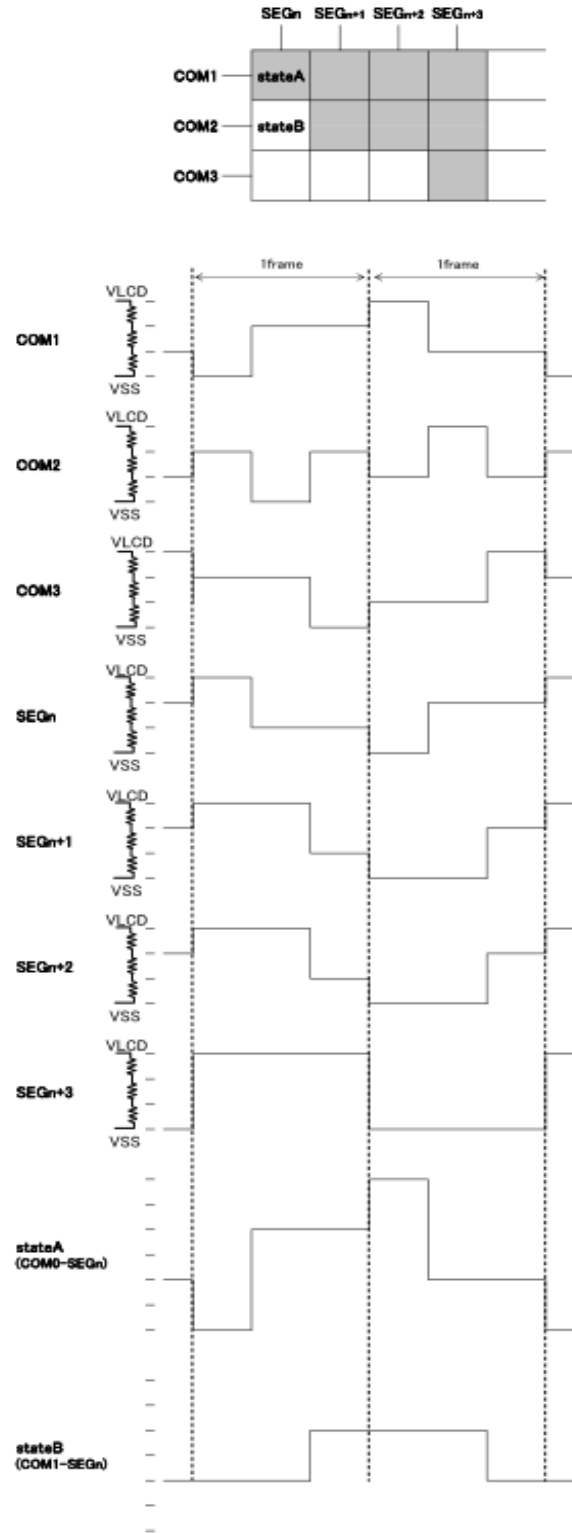 SEGn SEGn+1 SEGn+2 SEGn+3
COM1 stateA
COM2 stateB
COM3
1frame 1frame
VLCD
COM1
VSS
VLCD
COM2
VSS
VLCD
COM3
VSS
VLCD
SEGn
VSS
VLCD
SEGn+1
VSS
VLCD
SEGn+2
VSS
VLCD
SEGn+3
VSS
stateA
(COM0-SEGn)
stateB
(COM1-SEGn)